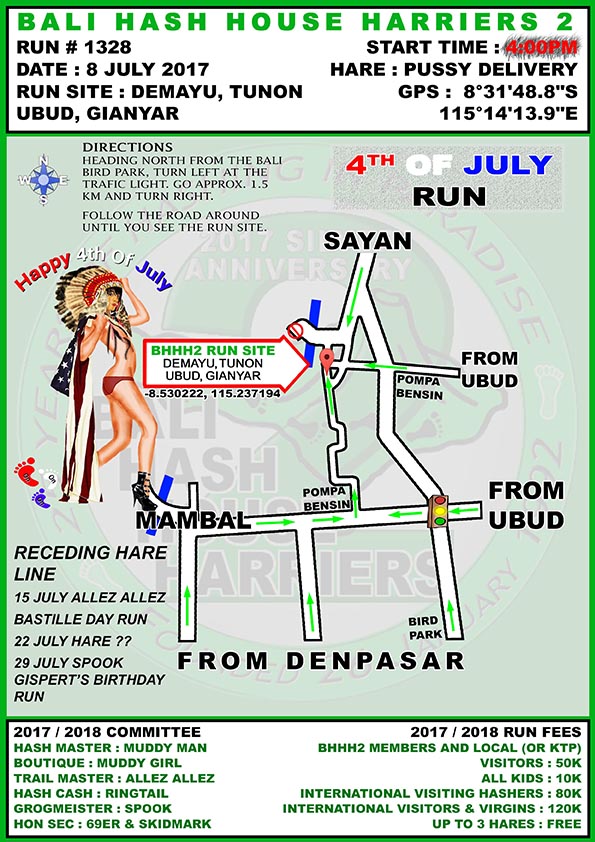 BALI HASH HOUSE HARRIERS 2
RUN # 1328
START TIME : 4:00PM
DATE : 8 JULY 2017
HARE : PUSSY DELIVERY
RUN SITE : DEMAYU, TUNON
GPS : 8°31'48.8"S
UBUD, GIANYAR
115°14'13.9"E
DIRECTIONS
HEADING NORTH FROM THE BALI
BIRD PARK, TURN LEFT AT THE
TRAFIC LIGHT. GO APPROX. 1.5
KM AND TURN RIGHT.
FOLLOW THE ROAD AROUND
UNTIL YOU SEE THE RUN SITE.
N
W E
S
4TH OF JULY
RUN
2017 SILVER
ANNIVERSARY
Happy 4th Of July
SAYAN
BHHH2 RUN SITE
DEMAYU, TUNON
UBUD, GIANYAR
-8.530222, 115.237194
FROM
UBUD
POMPA
BENSIN
BALI
HASH
HOUSE
HARRIERS
POMPA
BENSIN
FROM
UBUD
MAMBAL
BIRD
PARK
FROM DENPASAR
RECEDING HARE
LINE
15 JULY ALLEZ ALLEZ
BASTILLE DAY RUN
22 JULY HARE ??
29 JULY SPOOK
GISPERT'S BIRTHDAY
RUN
2017 / 2018 COMMITTEE
HASH MASTER : MUDDY MAN
BOUTIQUE : MUDDY GIRL
TRAIL MASTER : ALLEZ ALLEZ
HASH CASH : RINGTAIL
GROGMEISTER : SPOOK
HON SEC : 69ER & SKIDMARK
2017 / 2018 RUN FEES
BHHH2 MEMBERS AND LOCAL (OR KTP)
VISITORS : 50K
ALL KIDS : 10K
INTERNATIONAL VISITING HASHERS : 80K
INTERNATIONAL VISITORS & VIRGINS : 120K
UP TO 3 HARES : FREE